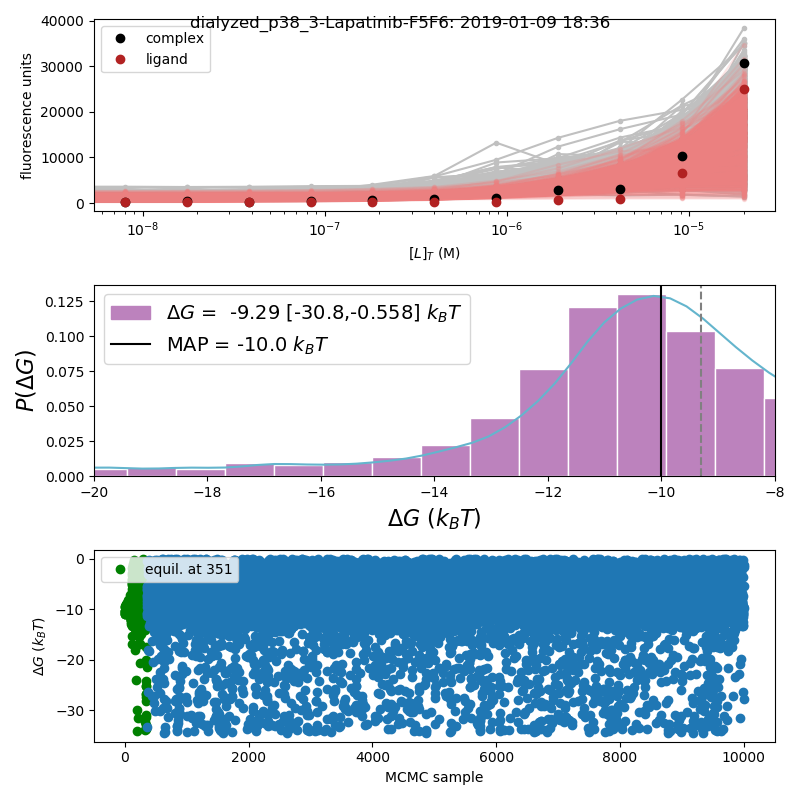 dialyzed_p38_3-Lapatinib-F5F6: 2019-01-09 18:36
40000
30000
20000
10000
0
fluorescence units
complex
ligand
10⁻⁸ 10⁻⁷ 10⁻⁶ 10⁻⁵
[L]_T (M)
0.125
0.100
0.075
0.050
0.025
0.000
P(ΔG)
ΔG = -9.29 [-30.8,-0.558] k_BT
MAP = -10.0 k_BT
−20 −18 −16 −14 −12 −10 −8
ΔG (k_BT)
0
−10
−20
−30
ΔG (k_BT)
equil. at 351
0 2000 4000 6000 8000 10000
MCMC sample